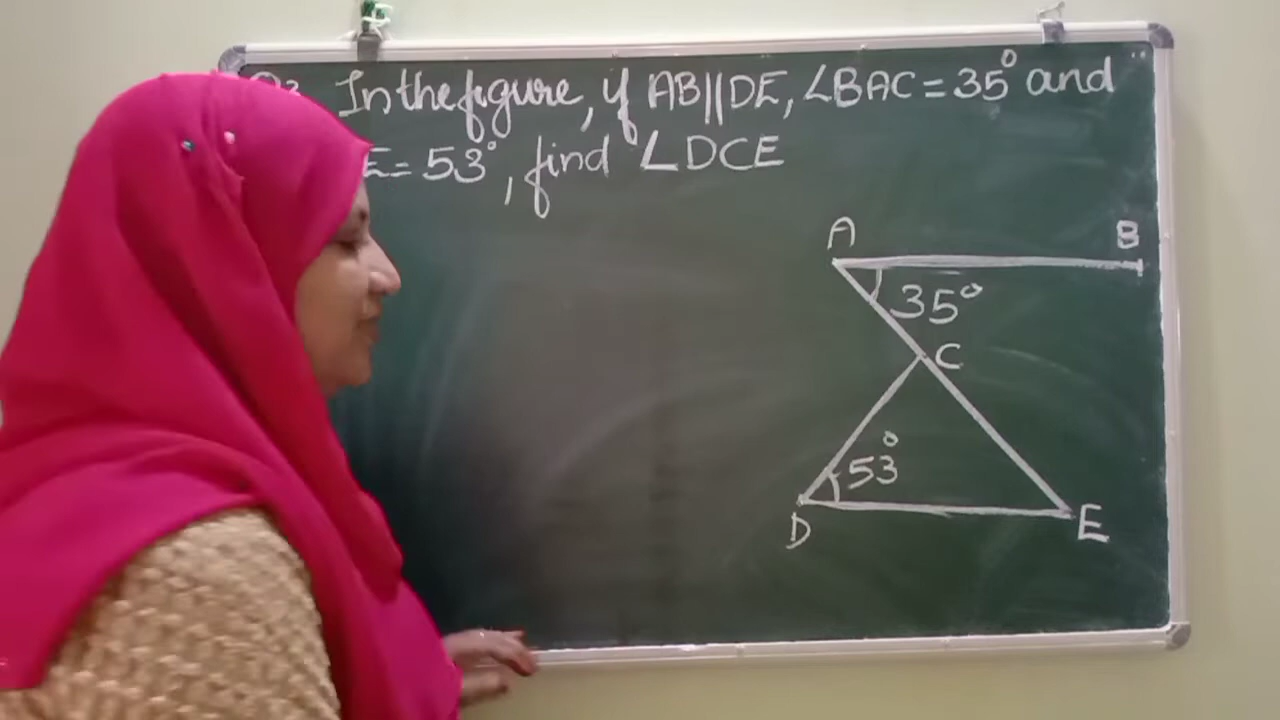 In the figure, if AB||DE, ∠BAC = 35° and
E = 53°, find ∠DCE
A
B
35°
C
53°
D
E